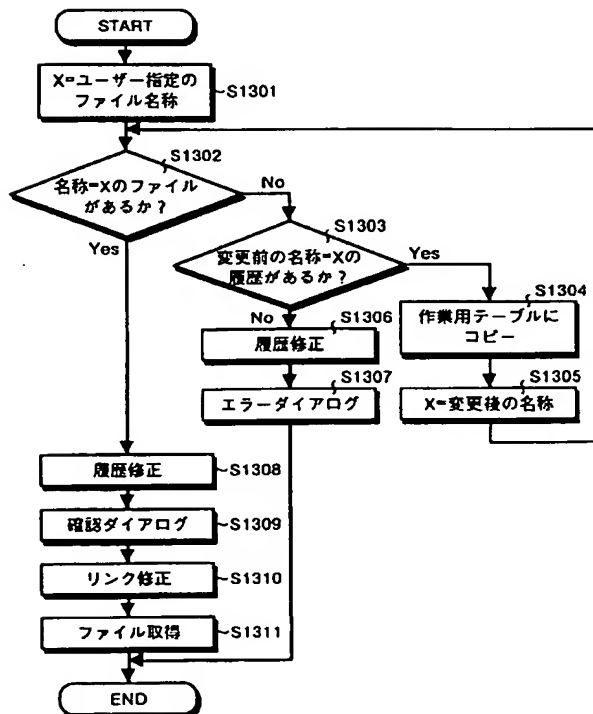 START
X=ユーザー指定の
ファイル名称
S1301
S1302
名称=Xのファイル
があるか?
No
Yes
S1303
変更前の名称=Xの
履歴があるか?
Yes
No
S1304
作業用テーブルに
コピー
S1305
X=変更後の名称
S1306
履歴修正
S1307
エラーダイアログ
履歴修正
S1308
確認ダイアログ
S1309
リンク修正
S1310
ファイル取得
S1311
END